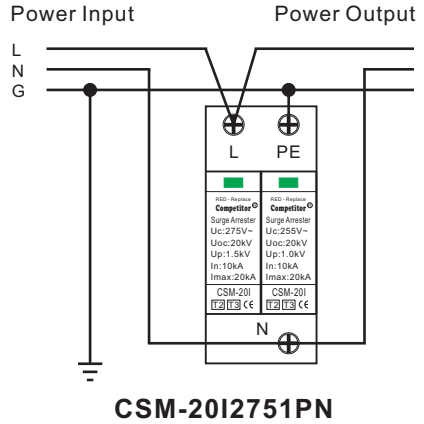 Power Input Power Output
L
N
G
L PE
RED - Replace RED - Replace
Competitor® Competitor®
Surge Arrester Surge Arrester
Uc:275V~ Uc:255V~
Uoc:20kV Uoc:20kV
Up:1.5kV Up:1.0kV
In:10kA In:10kA
Imax:20kA Imax:20kA
CSM-20I CSM-20I
T2 T3 CE T2 T3 CE
N
CSM-20I2751PN